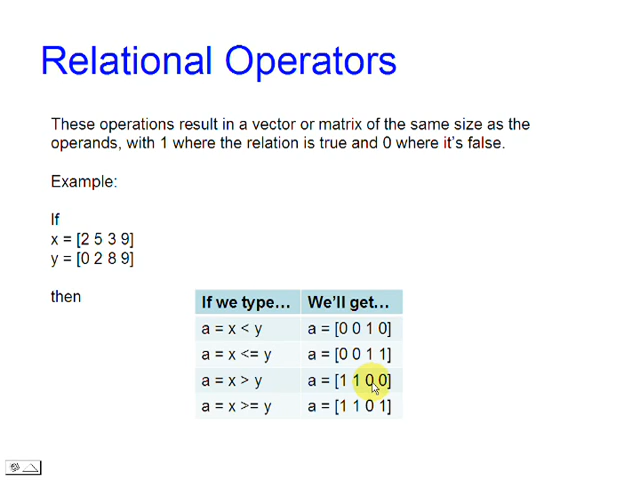 Relational Operators
These operations result in a vector or matrix of the same size as the
operands, with 1 where the relation is true and 0 where it's false.
Example:
If
x = [2 5 3 9]
y = [0 2 8 9]
then
If we type… We'll get…
a = x < y a = [0 0 1 0]
a = x <= y a = [0 0 1 1]
a = x > y a = [1 1 0 0]
a = x >= y a = [1 1 0 1]